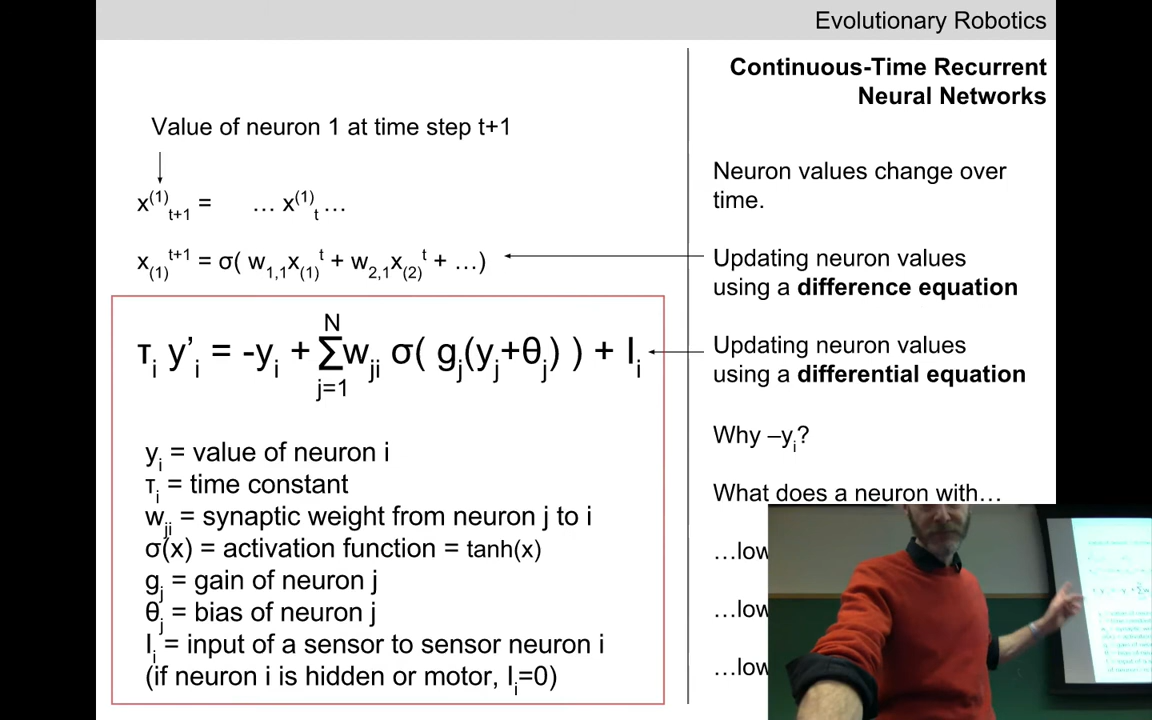 Evolutionary Robotics
Continuous-Time Recurrent
Neural Networks
Value of neuron 1 at time step t+1
x⁽¹⁾ₜ₊₁ = … x⁽¹⁾ₜ …
x₍₁₎ᵗ⁺¹ = σ( w₁,₁x₍₁₎ᵗ + w₂,₁x₍₂₎ᵗ + …)
N
τᵢ y’ᵢ = -yᵢ + Σwⱼᵢ σ( gⱼ(yⱼ+θⱼ) ) + Iᵢ
j=1
yᵢ = value of neuron i
τᵢ = time constant
wⱼᵢ = synaptic weight from neuron j to i
σ(x) = activation function = tanh(x)
gⱼ = gain of neuron j
θⱼ = bias of neuron j
Iᵢ = input of a sensor to sensor neuron i
(if neuron i is hidden or motor, Iᵢ=0)
Neuron values change over
time.
Updating neuron values
using a difference equation
Updating neuron values
using a differential equation
Why –yᵢ?
What does a neuron with…
…low
…low
…low